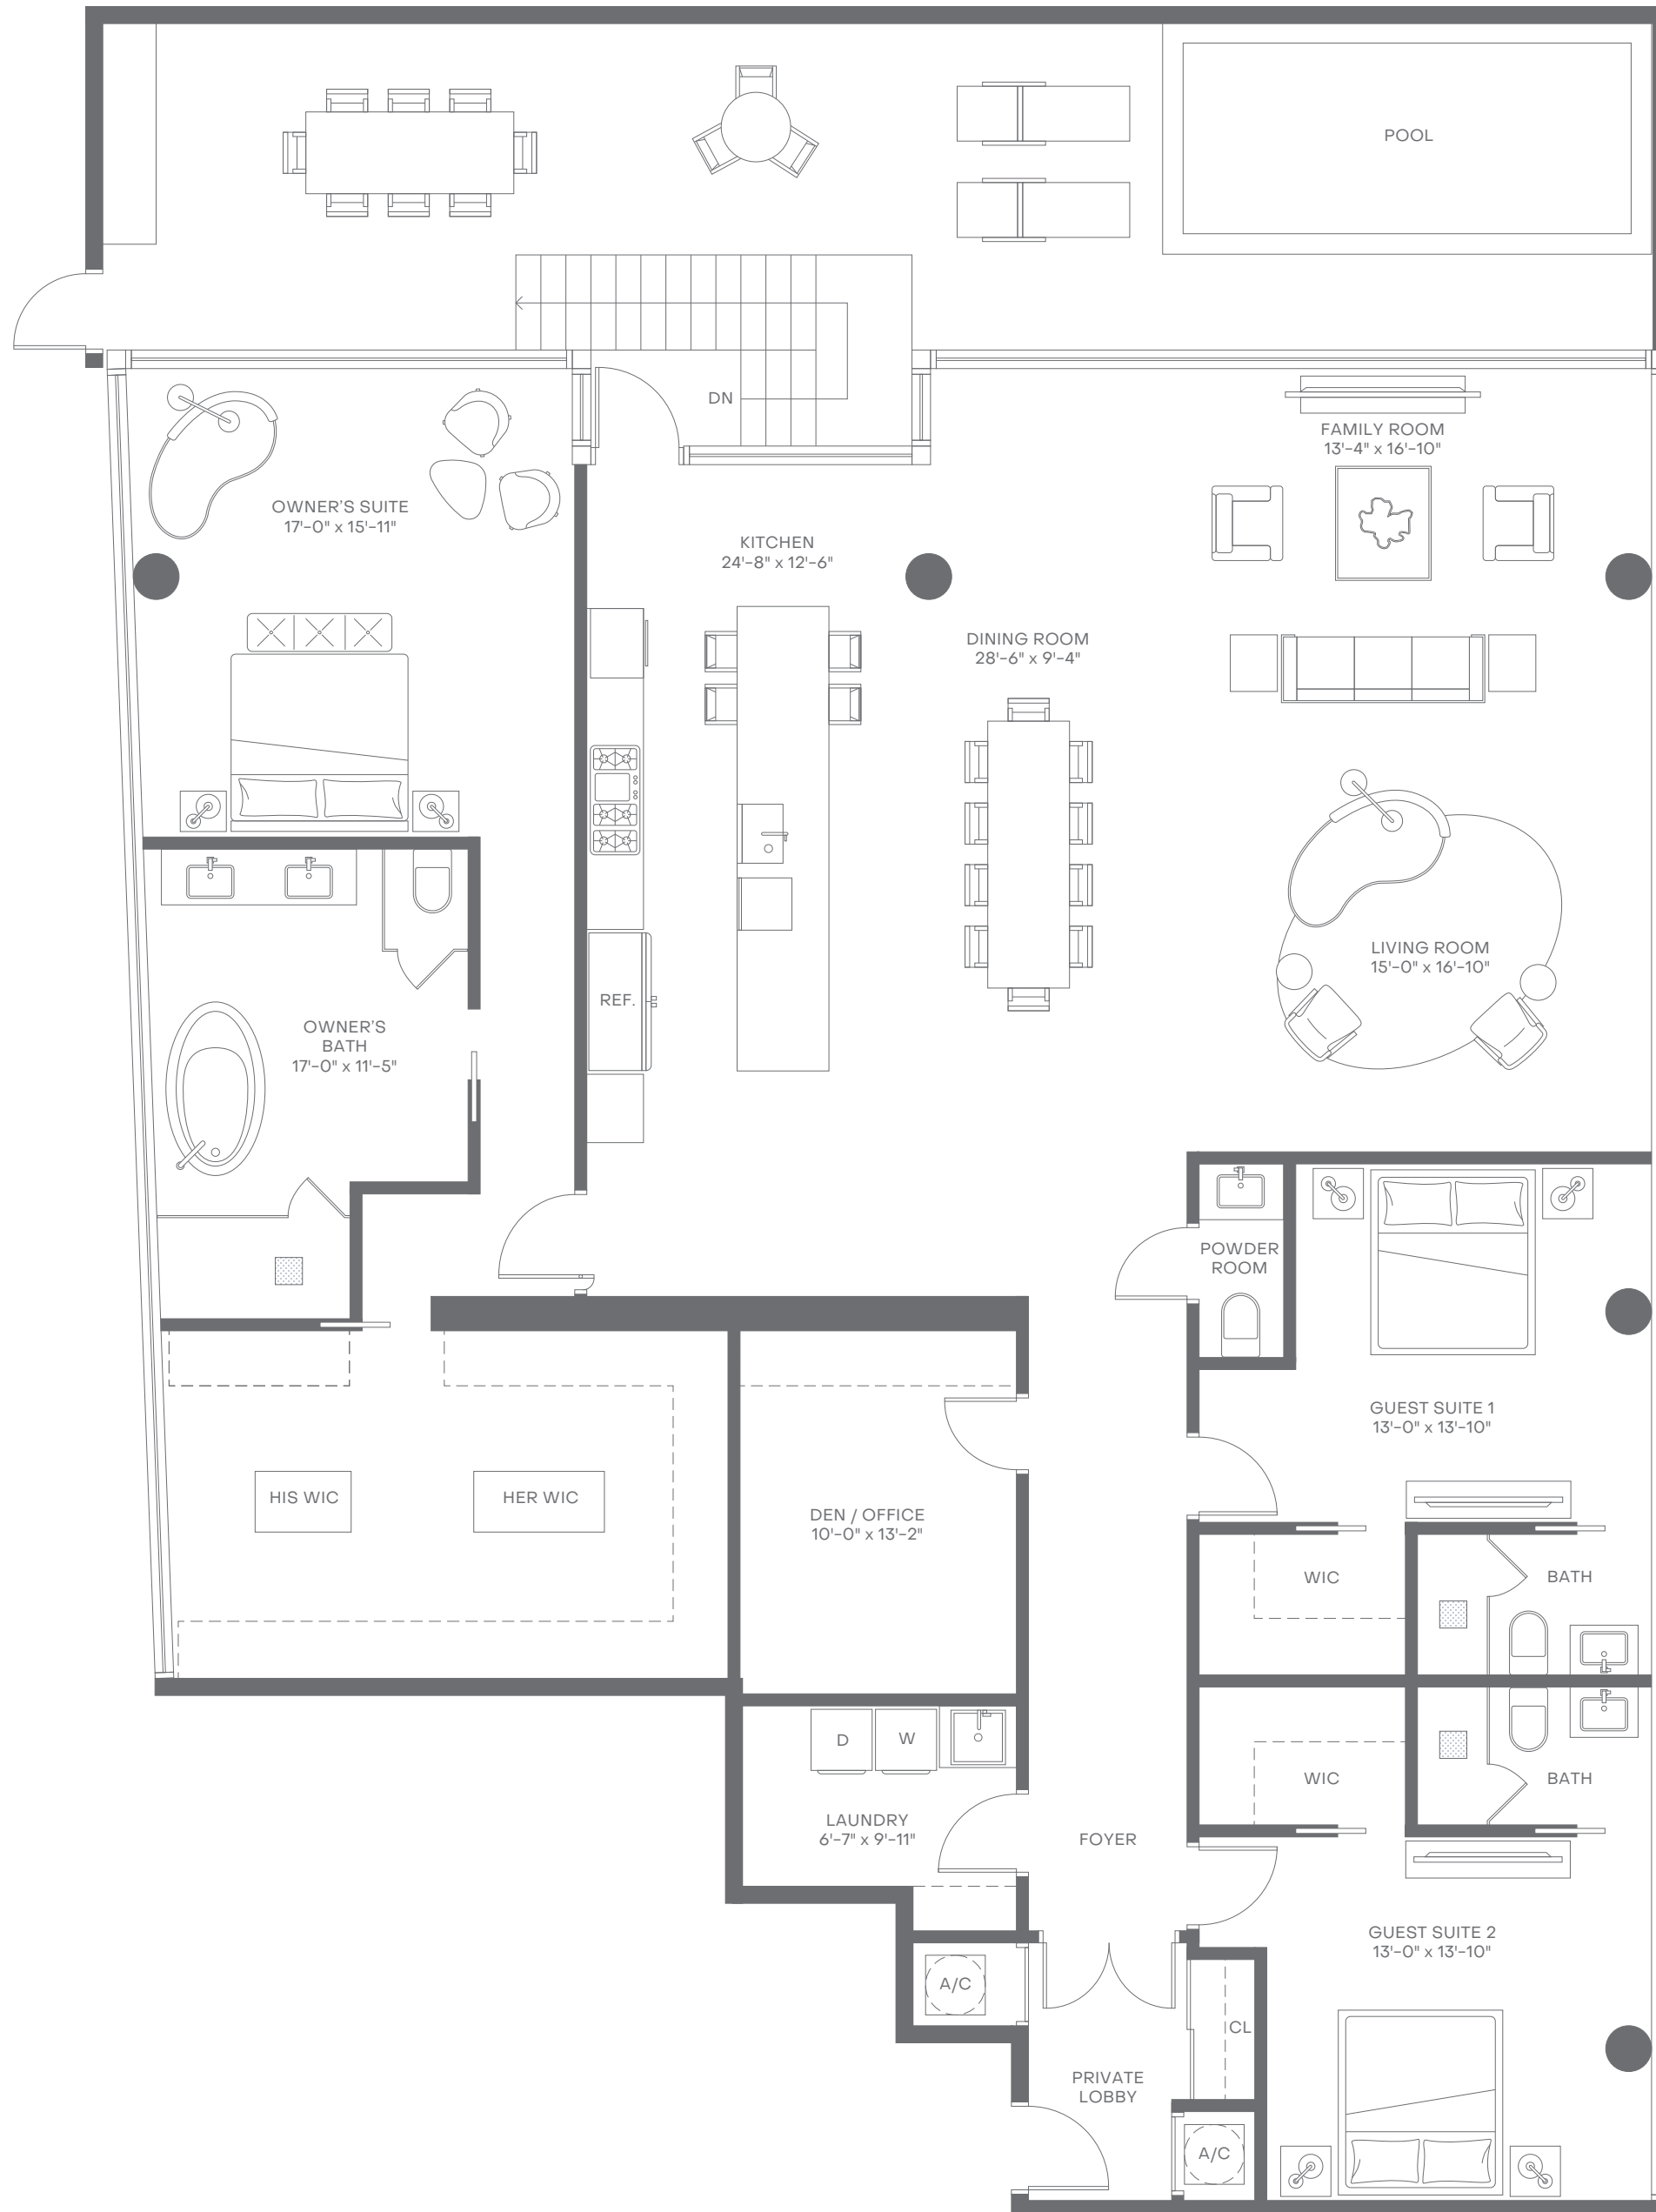 POOL
DN
FAMILY ROOM
13'-4" x 16'-10"
OWNER'S SUITE
17'-0" x 15'-11"
KITCHEN
24'-8" x 12'-6"
DINING ROOM
28'-6" x 9'-4"
LIVING ROOM
15'-0" x 16'-10"
REF.
OWNER'S
BATH
17'-0" x 11'-5"
POWDER
ROOM
GUEST SUITE 1
13'-0" x 13'-10"
HIS WIC
HER WIC
DEN / OFFICE
10'-0" x 13'-2"
WIC
BATH
D
W
WIC
BATH
LAUNDRY
6'-7" x 9'-11"
FOYER
GUEST SUITE 2
13'-0" x 13'-10"
A/C
CL
PRIVATE
LOBBY
A/C